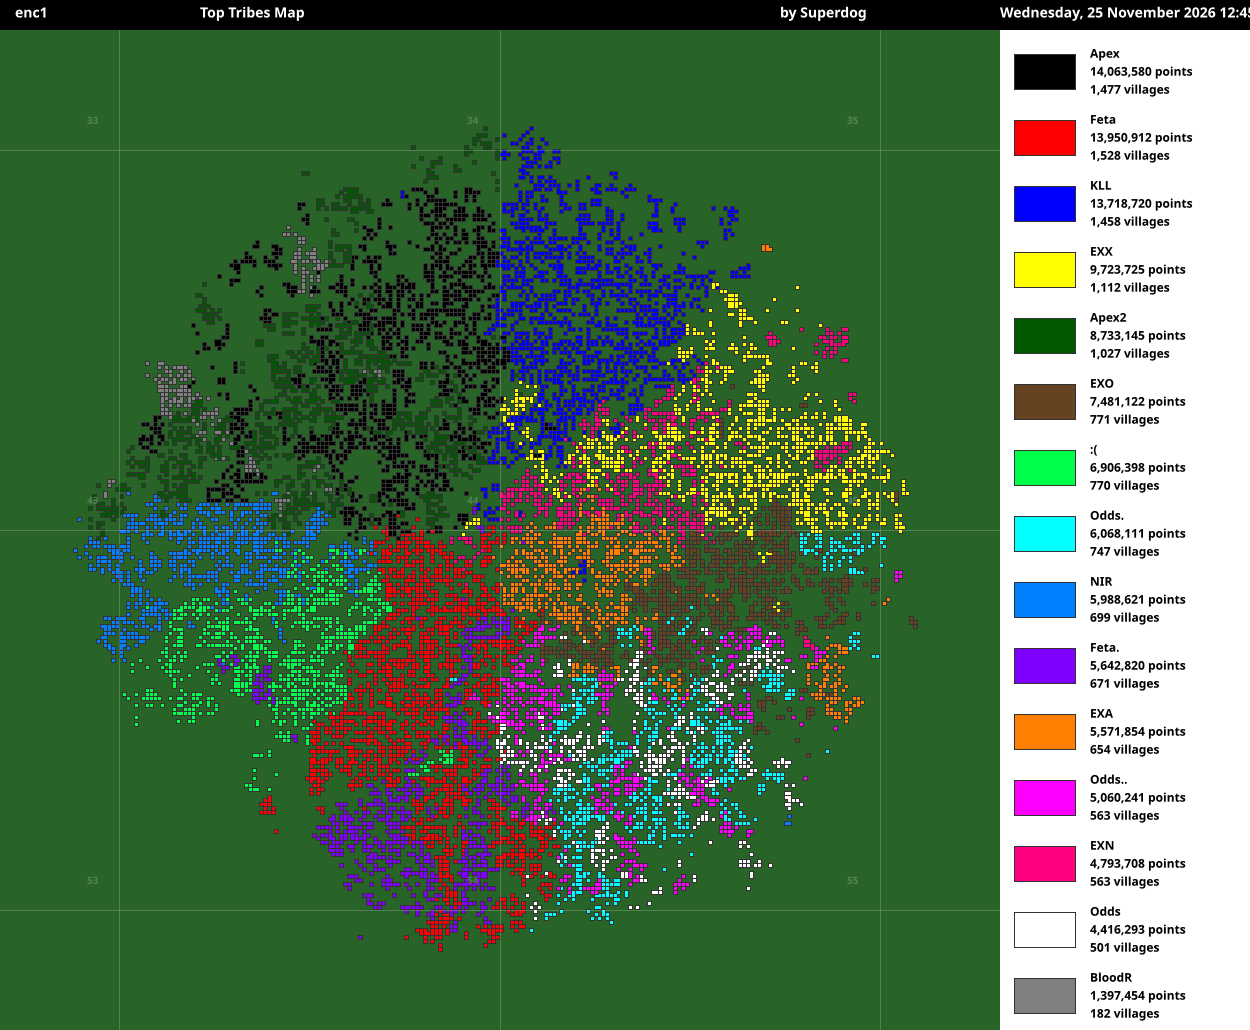 enc1 Top Tribes Map by Superdog Wednesday, 25 November 2026 12:45
33 34 35
43 44
53 55
Apex
14,063,580 points
1,477 villages
Feta
13,950,912 points
1,528 villages
KLL
13,718,720 points
1,458 villages
EXX
9,723,725 points
1,112 villages
Apex2
8,733,145 points
1,027 villages
EXO
7,481,122 points
771 villages
:(
6,906,398 points
770 villages
Odds.
6,068,111 points
747 villages
NIR
5,988,621 points
699 villages
Feta.
5,642,820 points
671 villages
EXA
5,571,854 points
654 villages
Odds..
5,060,241 points
563 villages
EXN
4,793,708 points
563 villages
Odds
4,416,293 points
501 villages
BloodR
1,397,454 points
182 villages